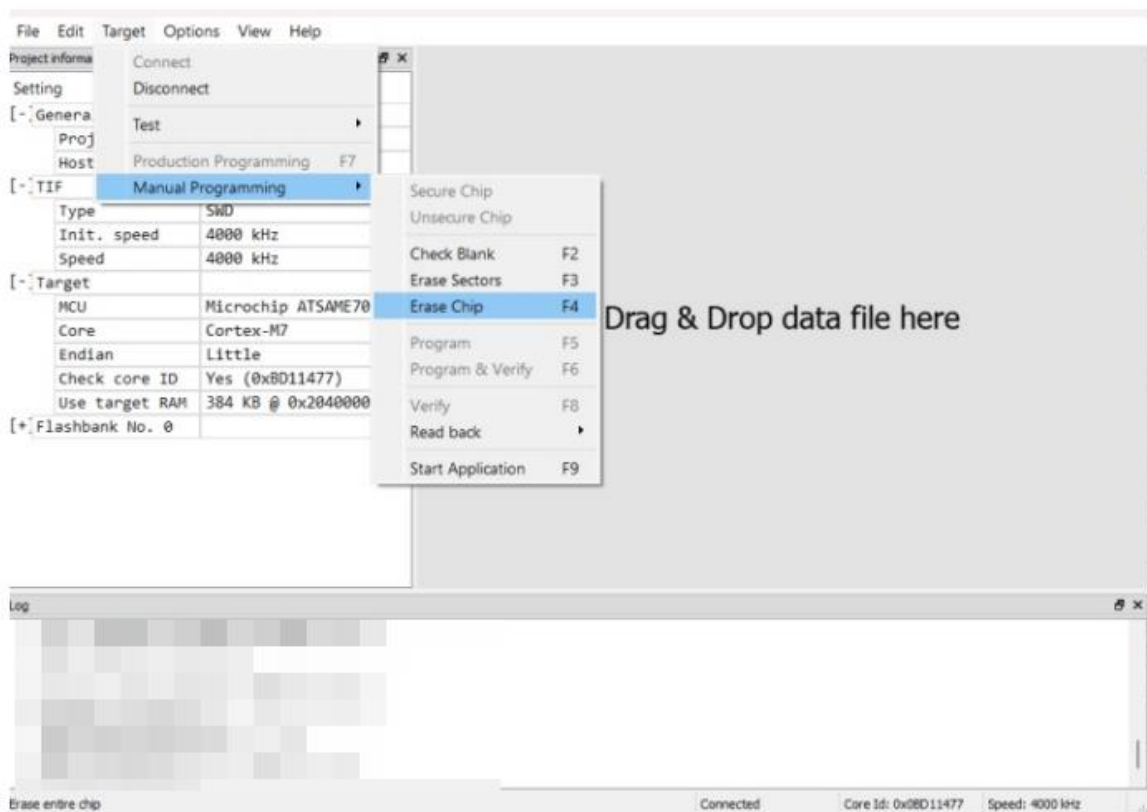 File Edit Target Options View Help
Project informa
Setting
[-] Genera
Proj
Host
[-] TIF
Type SWD
Init. speed 4000 kHz
Speed 4000 kHz
[-] Target
MCU Microchip ATSAME70
Core Cortex-M7
Endian Little
Check core ID Yes (0xBD11477)
Use target RAM 384 KB @ 0x2040000
[+] Flashbank No. 0
Connect
Disconnect
Test
Production Programming F7
Manual Programming
Secure Chip
Unsecure Chip
Check Blank F2
Erase Sectors F3
Erase Chip F4
Program F5
Program & Verify F6
Verify F8
Read back
Start Application F9
Drag & Drop data file here
Log
Erase entire chip Connected Core Id: 0x0BD11477 Speed: 4000 kHz